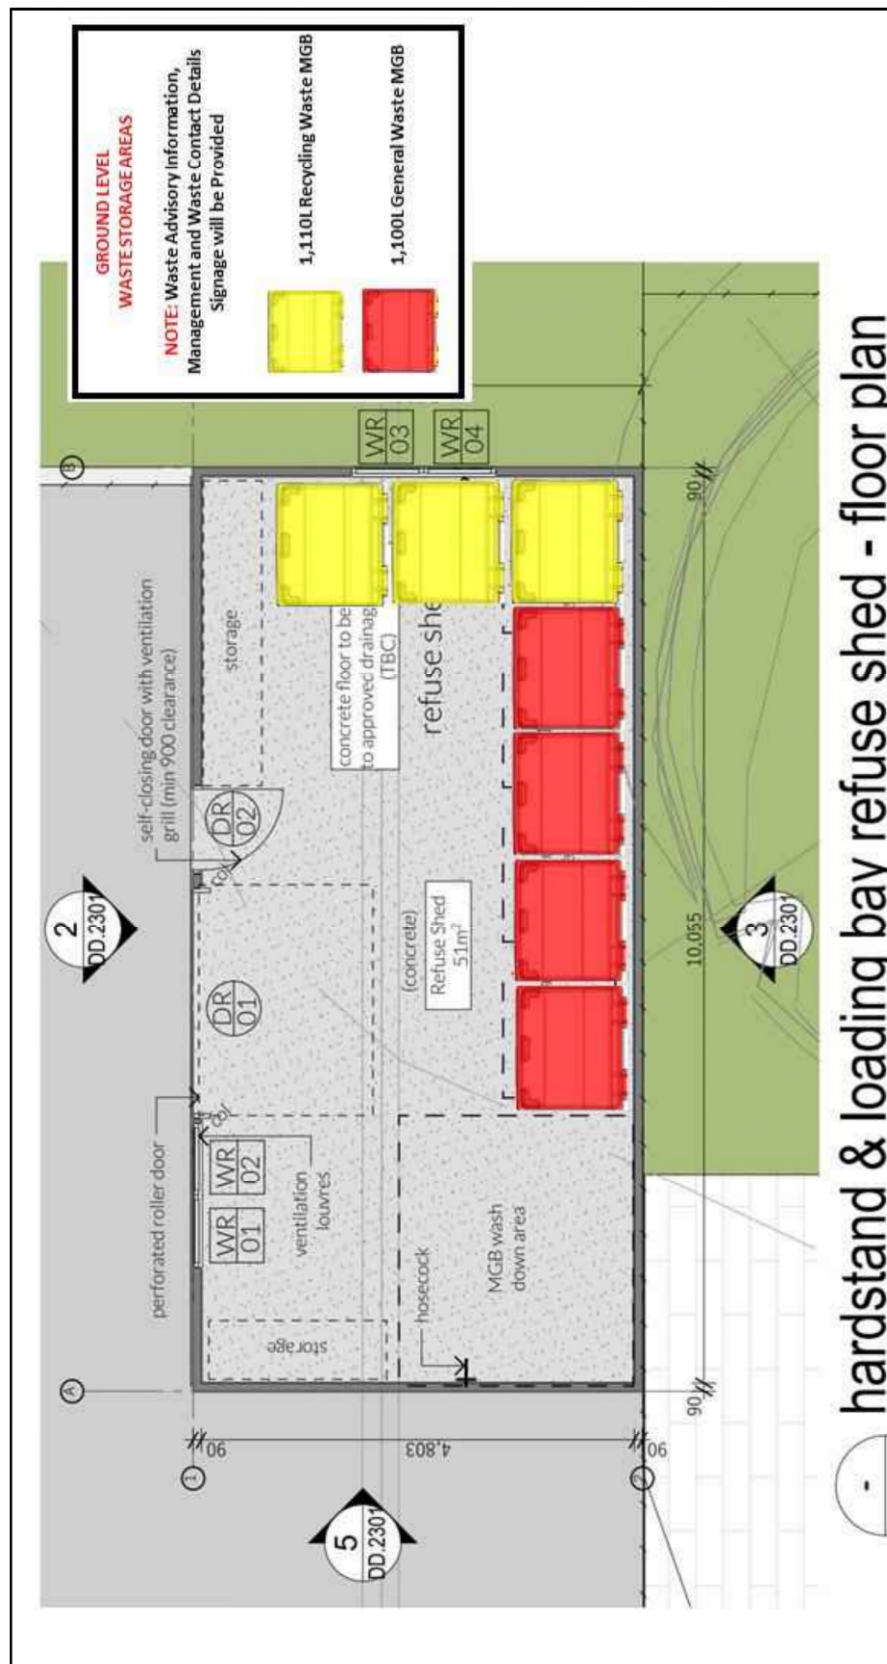 GROUND LEVEL
WASTE STORAGE AREAS
NOTE: Waste Advisory Information,
Management and Waste Contact Details
Signage will be Provided
1,110L Recycling Waste MGB
1,100L General Waste MGB
A
B
1
2
2
DD.2301
3
DD.2301
5
DD.2301
perforated roller door
self-closing door with ventilation
grill (min 900 clearance)
WR
01
WR
02
WR
03
WR
04
DR
01
DR
02
col
col
ventilation
louvres
storage
storage
concrete floor to be
to approved drainag
(TBC)
refuse she
(concrete)
Refuse Shed
51m²
MGB wash
down area
hosecock
90
4,803
90
90
10,055
90
-
hardstand & loading bay refuse shed - floor plan